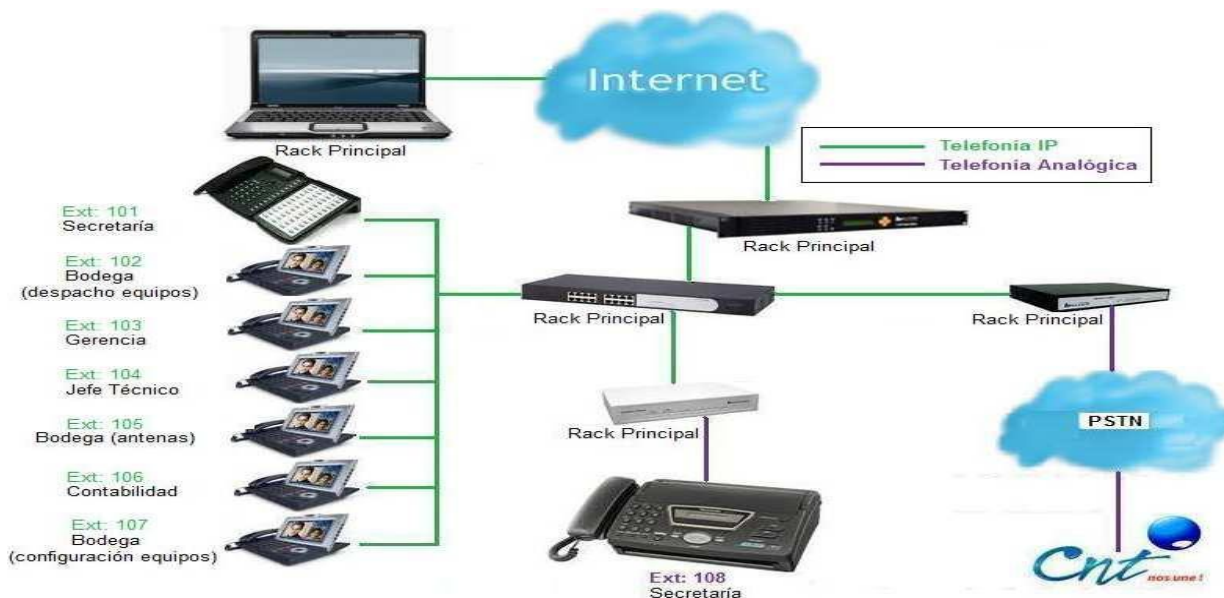 Internet
Rack Principal
Telefonía IP
Telefonía Analógica
Ext: 101
Secretaría
Rack Principal
Ext: 102
Bodega
(despacho equipos)
Rack Principal
Rack Principal
Ext: 103
Gerencia
Ext: 104
Jefe Técnico
Ext: 105
Bodega (antenas)
Rack Principal
PSTN
Ext: 106
Contabilidad
Ext: 107
Bodega
(configuración equipos)
Ext: 108
Secretaría
Cnt
nos une!